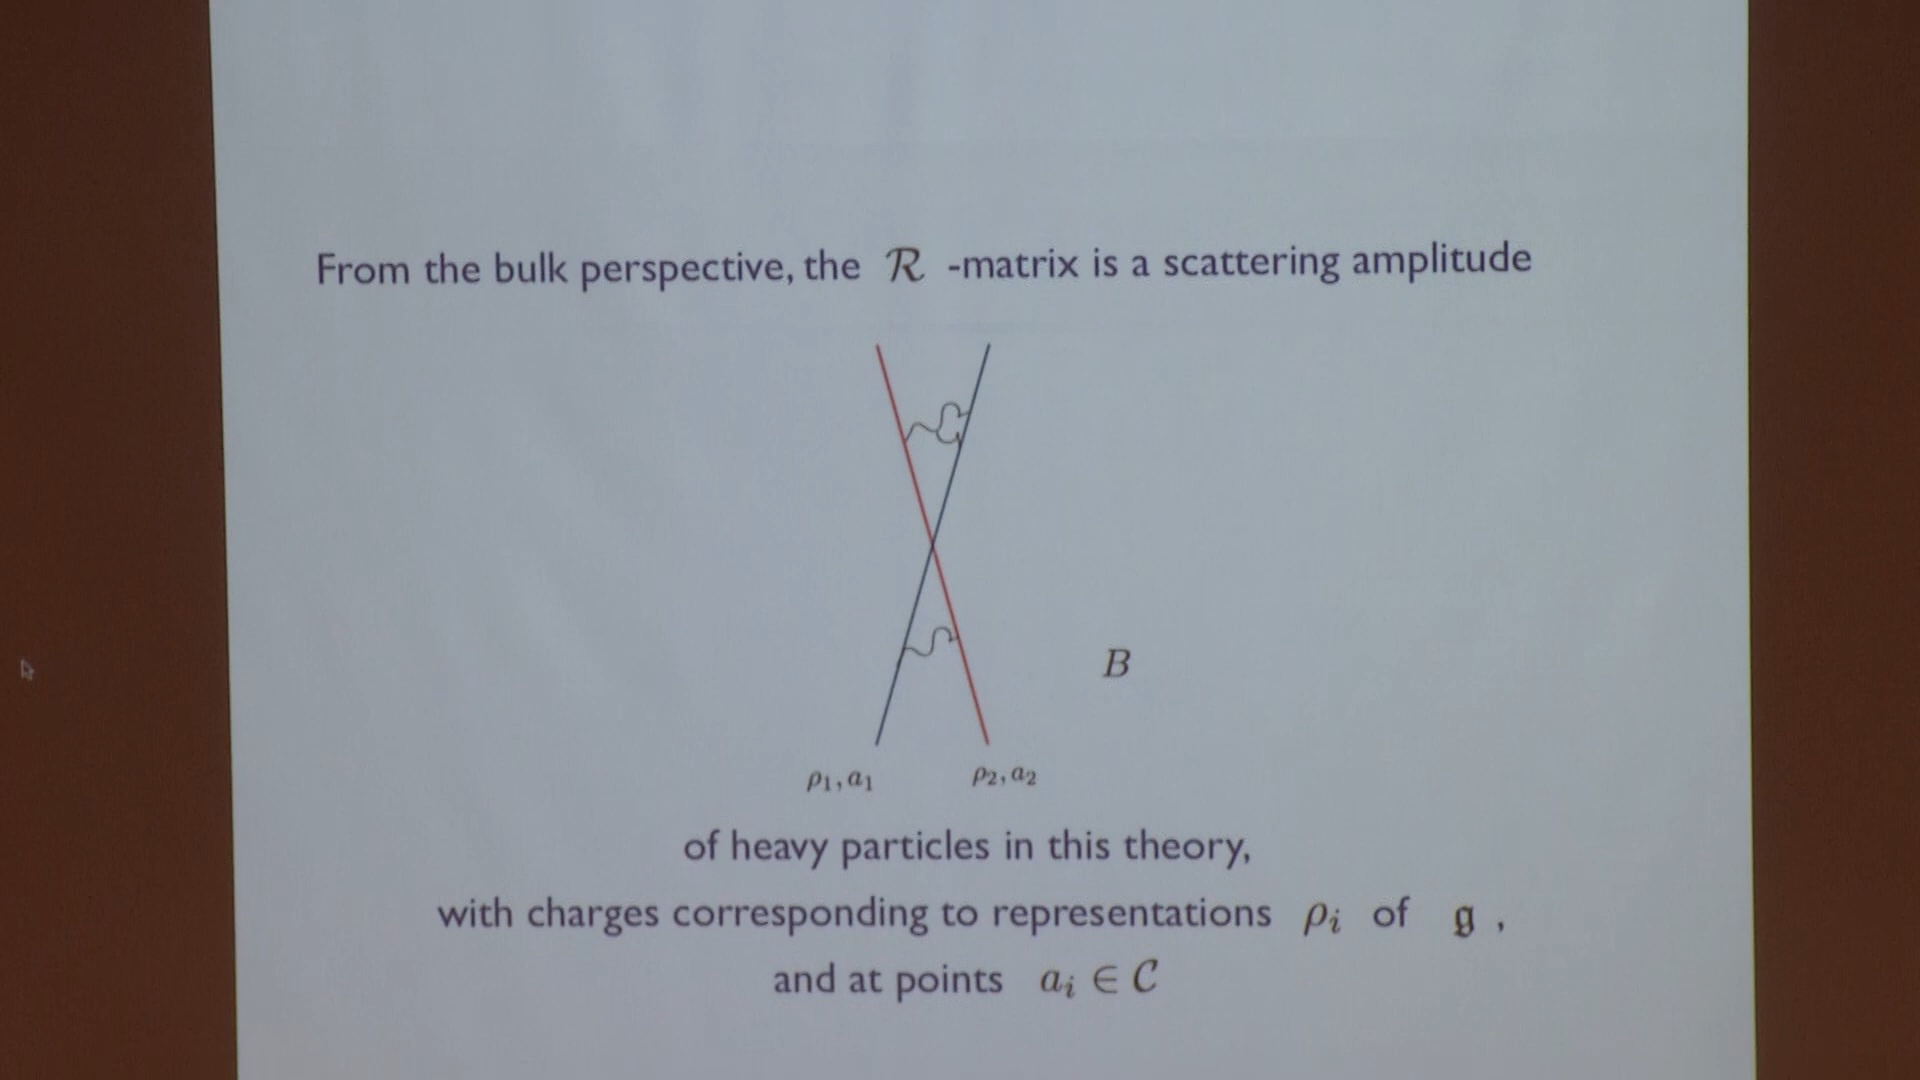 From the bulk perspective, the ℛ -matrix is a scattering amplitude
B
ρ₁, a₁ ρ₂, a₂
of heavy particles in this theory,
with charges corresponding to representations ρᵢ of 𝔤 ,
and at points aᵢ ∈ 𝒞